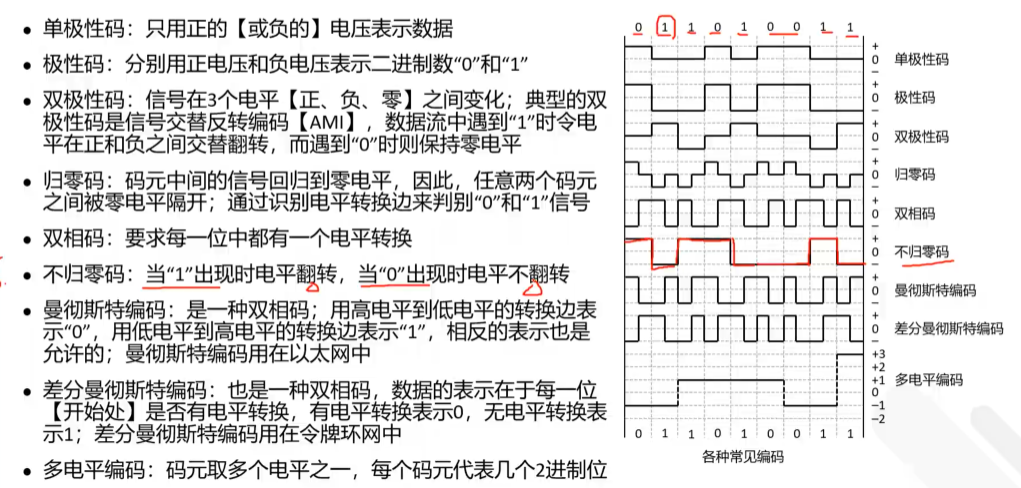 • 单极性码：只用正的【或负的】电压表示数据
• 极性码：分别用正电压和负电压表示二进制数“0”和“1”
• 双极性码：信号在3个电平【正、负、零】之间变化；典型的双
极性码是信号交替反转编码【AMI】，数据流中遇到“1”时令电
平在正和负之间交替翻转，而遇到“0”时则保持零电平
• 归零码：码元中间的信号回归到零电平，因此，任意两个码元
之间被零电平隔开；通过识别电平转换边来判别“0”和“1”信号
• 双相码：要求每一位中都有一个电平转换
• 不归零码：当“1”出现时电平翻转，当“0”出现时电平不翻转
• 曼彻斯特编码：是一种双相码；用高电平到低电平的转换边表
示“0”，用低电平到高电平的转换边表示“1”，相反的表示也是
允许的；曼彻斯特编码用在以太网中
• 差分曼彻斯特编码：也是一种双相码，数据的表示在于每一位
【开始处】是否有电平转换，有电平转换表示0，无电平转换表
示1；差分曼彻斯特编码用在令牌环网中
• 多电平编码：码元取多个电平之一，每个码元代表几个2进制位
0 1 1 0 1 0 0 1 1
+
0 单极性码
−
+
0 极性码
−
+
0 双极性码
−
+
0 归零码
−
+
0 双相码
−
+
0 不归零码
−
+
0 曼彻斯特编码
−
+
0 差分曼彻斯特编码
−
+3
+2
+1 多电平编码
0
−1
−2
0 1 1 0 1 0 0 1 1
各种常见编码